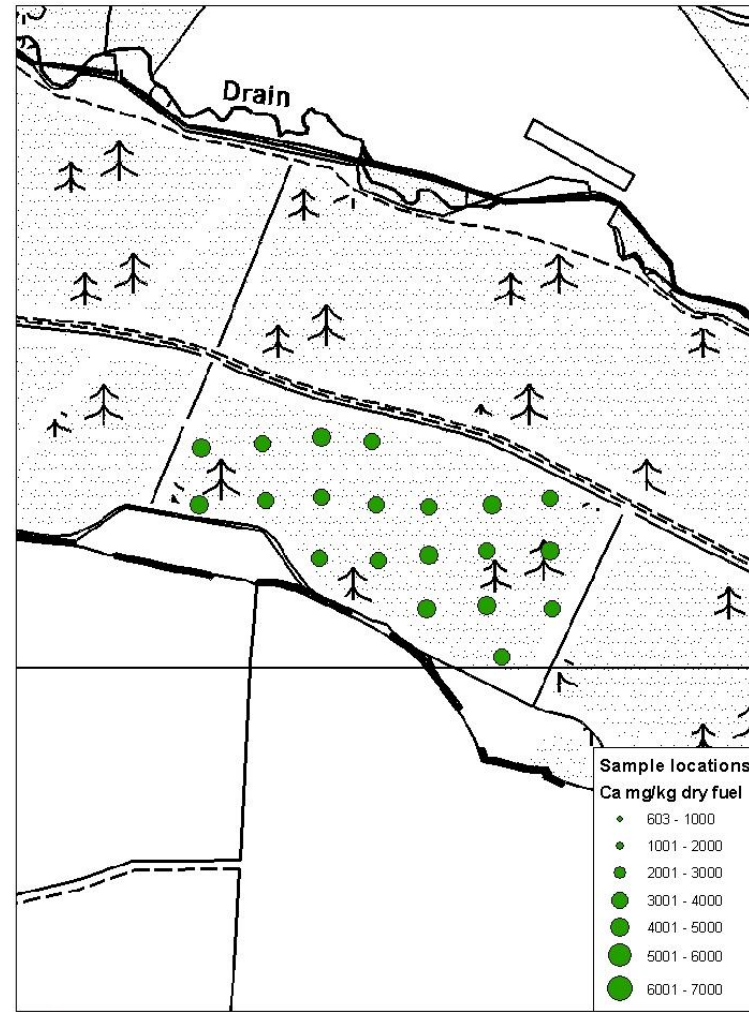 Drain
Sample locations
Ca mg/kg dry fuel
603 - 1000
1001 - 2000
2001 - 3000
3001 - 4000
4001 - 5000
5001 - 6000
6001 - 7000